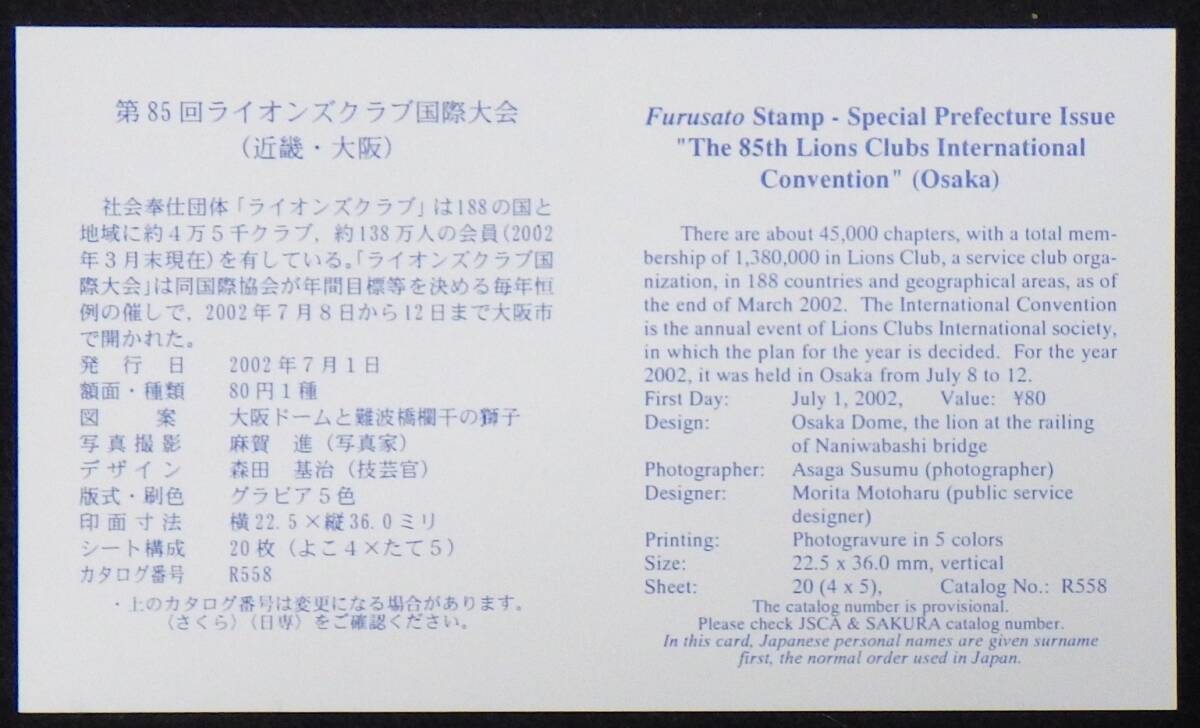 第85回ライオンズクラブ国際大会
(近畿・大阪)
社会奉仕団体「ライオンズクラブ」は188の国と
地域に約4万5千クラブ, 約138万人の会員(2002
年3月末現在)を有している。「ライオンズクラブ国
際大会」は同国際協会が年間目標等を決める毎年恒
例の催しで, 2002年7月8日から12日まで大阪市
で開かれた。
発行日 2002年7月1日
額面・種類 80円1種
図案 大阪ドームと難波橋欄干の獅子
写真撮影 麻賀 進(写真家)
デザイン 森田 基治(技芸官)
版式・刷色 グラビア5色
印面寸法 横22.5×縦36.0ミリ
シート構成 20枚(よこ4×たて5)
カタログ番号 R558
・上のカタログ番号は変更になる場合があります。
〈さくら〉〈日専〉をご確認ください。
Furusato Stamp - Special Prefecture Issue
"The 85th Lions Clubs International
Convention" (Osaka)
There are about 45,000 chapters, with a total mem-
bership of 1,380,000 in Lions Club, a service club orga-
nization, in 188 countries and geographical areas, as of
the end of March 2002. The International Convention
is the annual event of Lions Clubs International society,
in which the plan for the year is decided. For the year
2002, it was held in Osaka from July 8 to 12.
First Day: July 1, 2002, Value: ¥80
Design: Osaka Dome, the lion at the railing
of Naniwabashi bridge
Photographer: Asaga Susumu (photographer)
Designer: Morita Motoharu (public service
designer)
Printing: Photogravure in 5 colors
Size: 22.5 x 36.0 mm, vertical
Sheet: 20 (4 x 5), Catalog No.: R558
The catalog number is provisional.
Please check JSCA & SAKURA catalog number.
In this card, Japanese personal names are given surname
first, the normal order used in Japan.